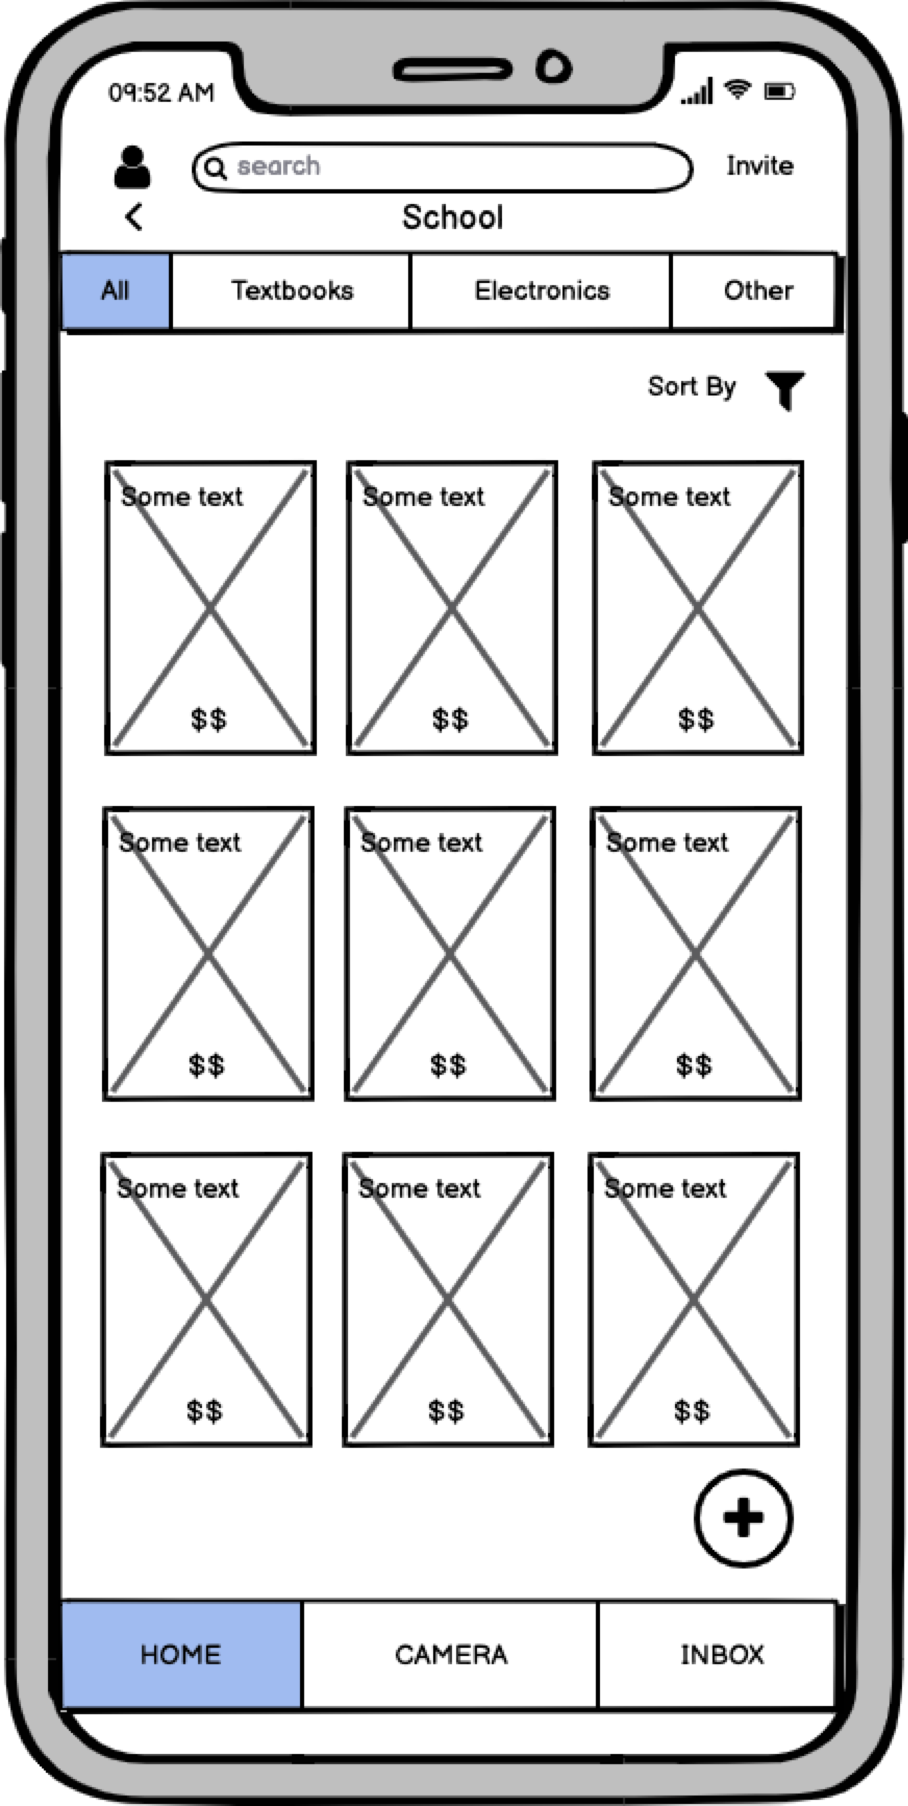 09:52 AM
search
Invite
School
All Textbooks Electronics Other
Sort By
Some text Some text Some text
$$ $$ $$
Some text Some text Some text
$$ $$ $$
Some text Some text Some text
$$ $$ $$
HOME CAMERA INBOX